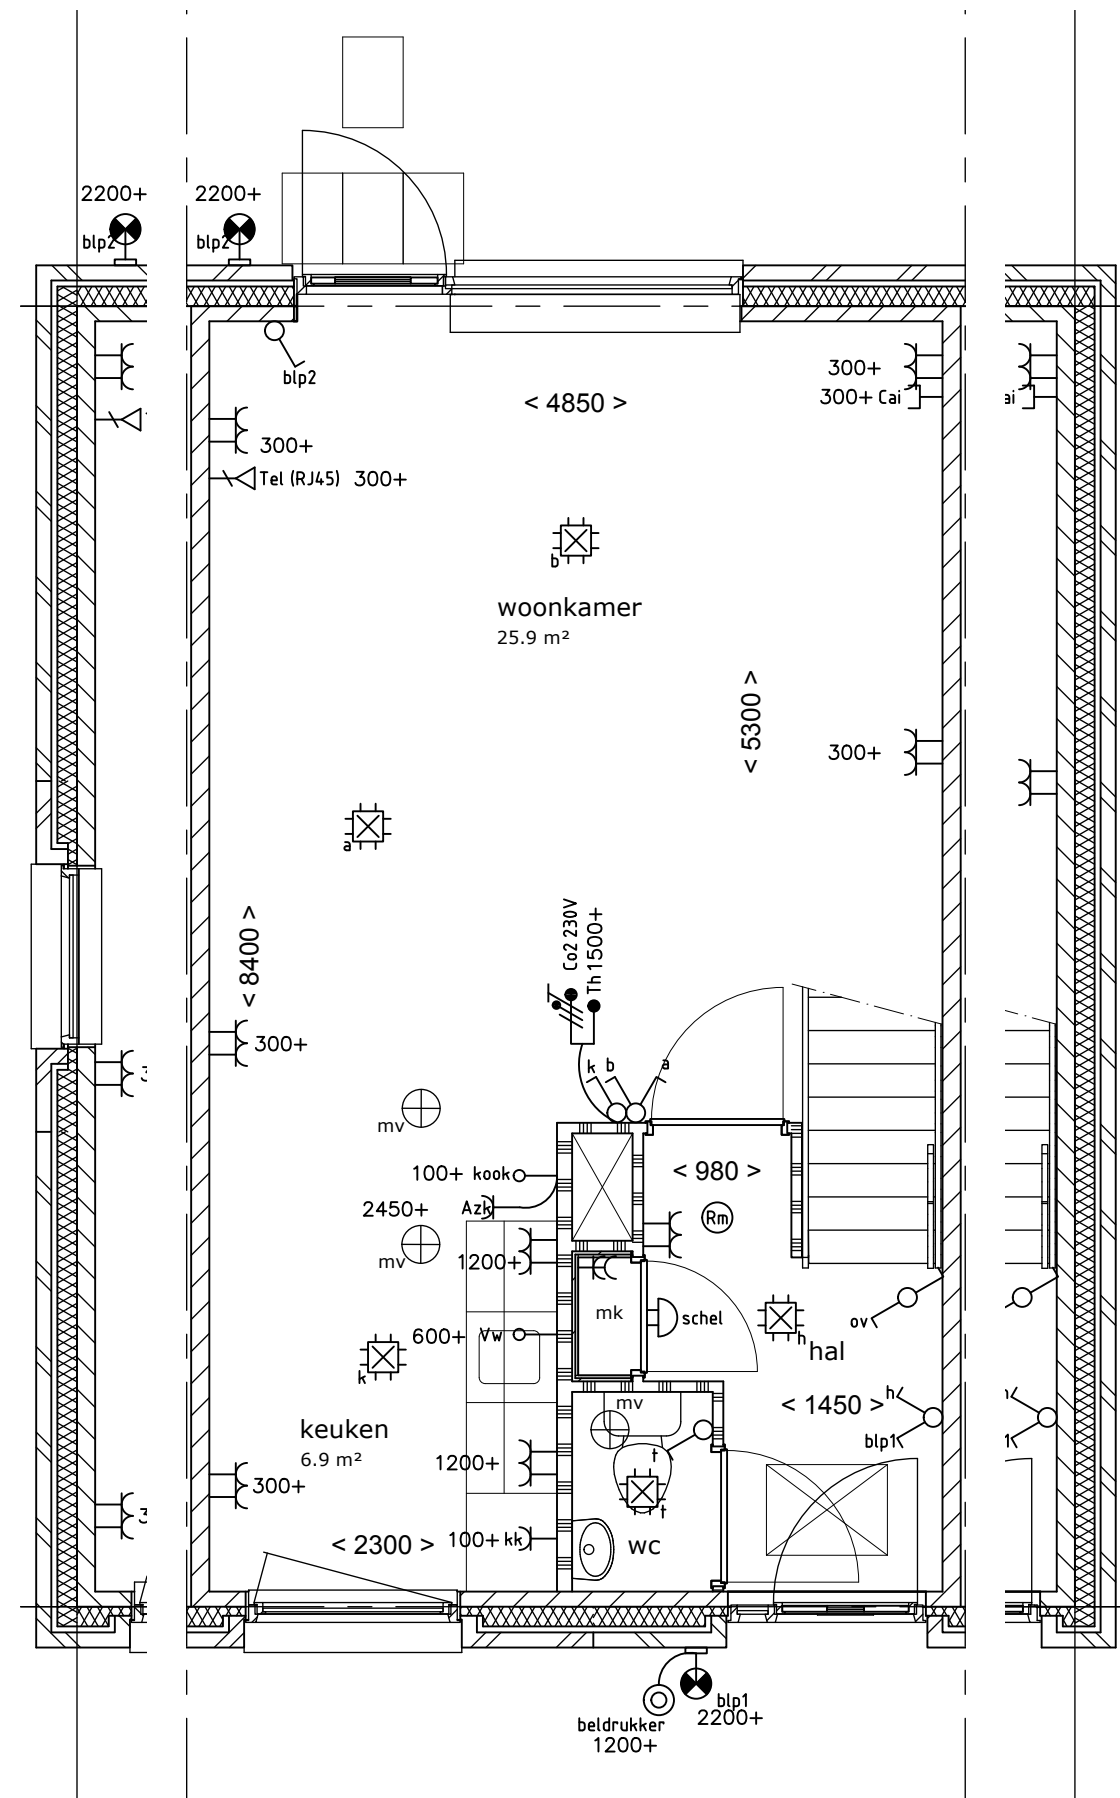 2200+ 2200+
blp2 blp2
blp2
300+
300+ Cai
ai
< 4850 >
300+
Tel (RJ45) 300+
b
woonkamer
25.9 m²
< 5300 >
300+
a
< 8400 >
Co2 230V
Th1500+
300+
k b a
mv
100+ kook
< 980 >
2450+ Azk
Rm
mv
1200+
mk
schel
600+ Vw
h
hal
ov
k
mv
< 1450 >
h
blp1
keuken
6.9 m²
1200+
t
300+
t
< 2300 >
100+ kk
wc
blp1
2200+
beldrukker
1200+